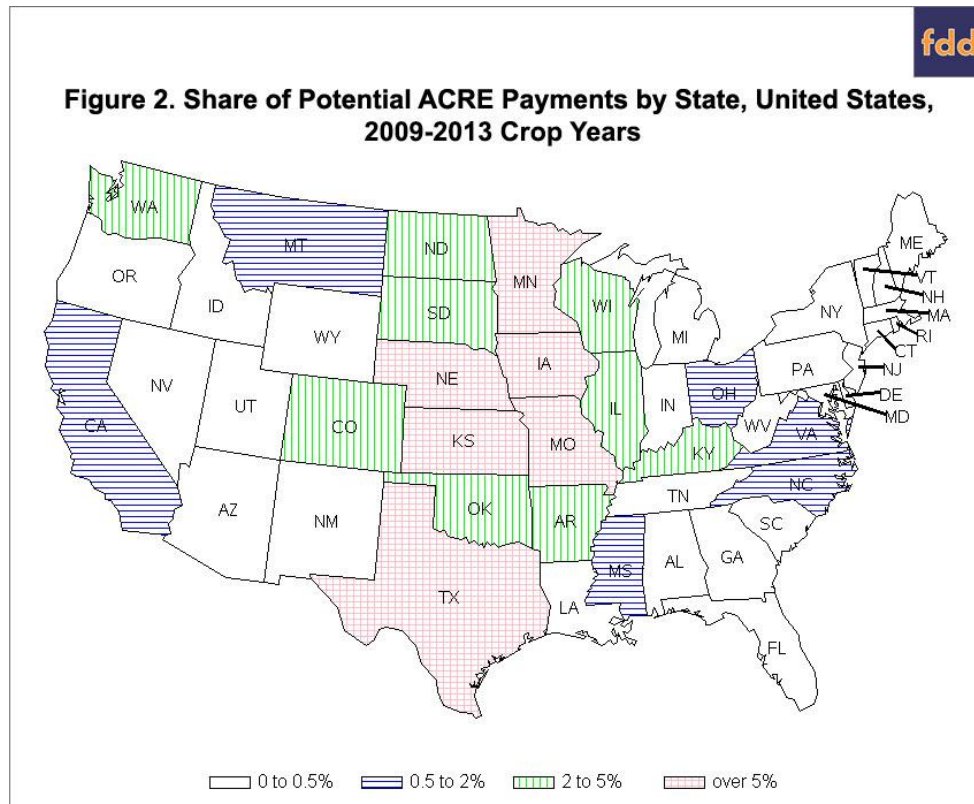 fdd
Figure 2. Share of Potential ACRE Payments by State, United States,
2009-2013 Crop Years
WA
MT
ND
MN
ME
OR
ID
SD
WI
VT
NH
NY
MA
WY
MI
RI
CT
IA
NE
PA
NJ
NV
UT
OH
IN
IL
DE
CO
MD
CA
WV
KS
MO
VA
KY
NC
TN
AZ
OK
NM
AR
SC
GA
AL
MS
TX
LA
FL
0 to 0.5% 0.5 to 2% 2 to 5% over 5%